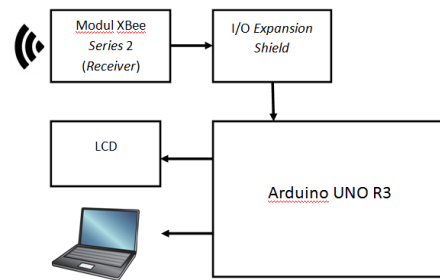 Modul XBee
Series 2
(Receiver)
I/O Expansion
Shield
LCD
Arduino UNO R3